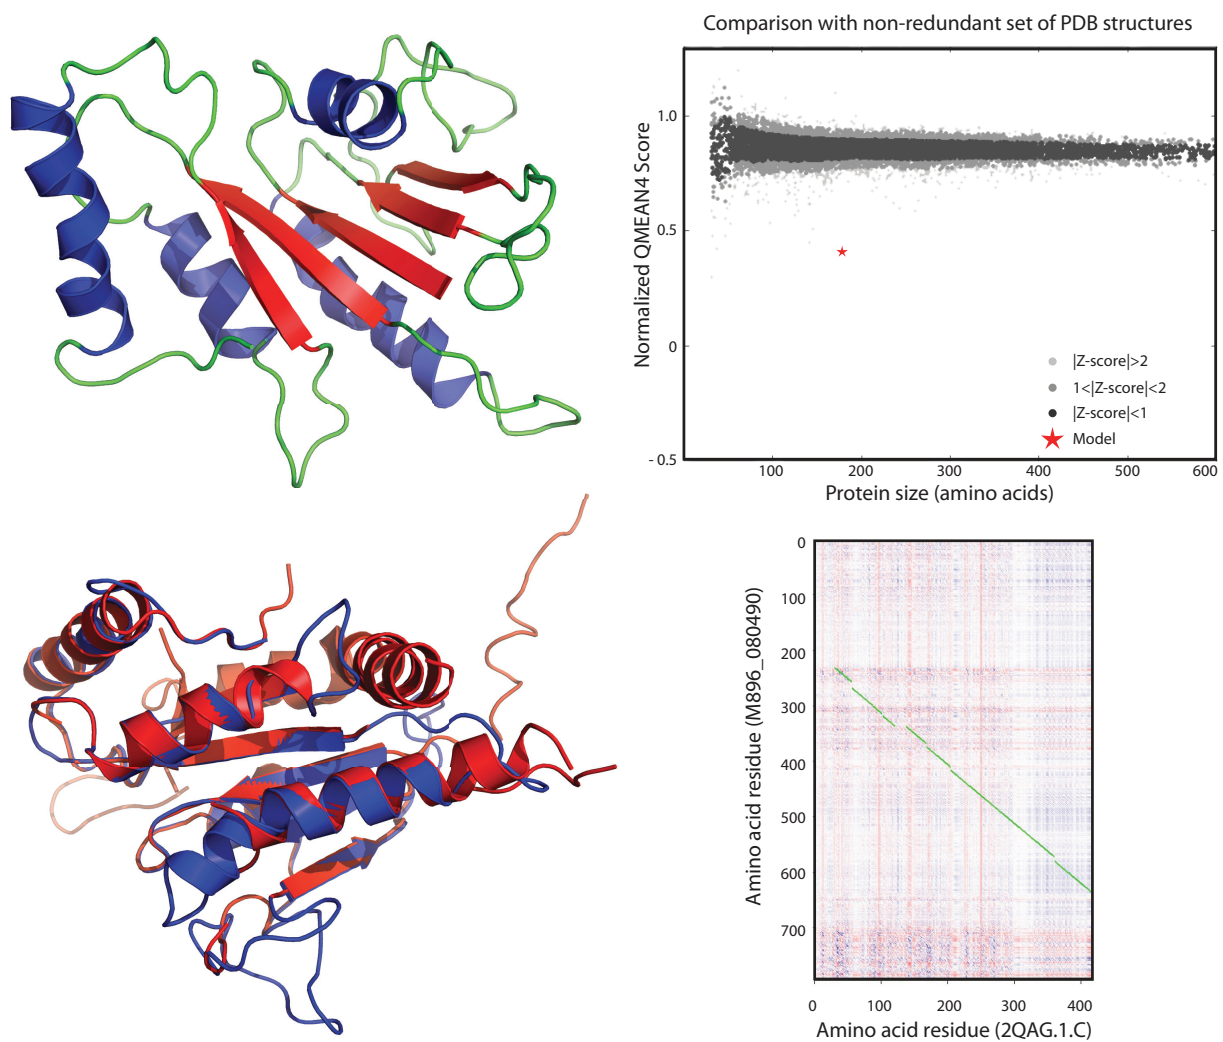 Comparison with non-redundant set of PDB structures
Normalized QMEAN4 Score
1.0
0.5
0
- 0.5
|Z-score|>2
1<|Z-score|<2
|Z-score|<1
Model
100
200
300
400
500
600
Protein size (amino acids)
Amino acid residue (M896_080490)
0
100
200
300
400
500
600
700
0
100
200
300
400
Amino acid residue (2QAG.1.C)